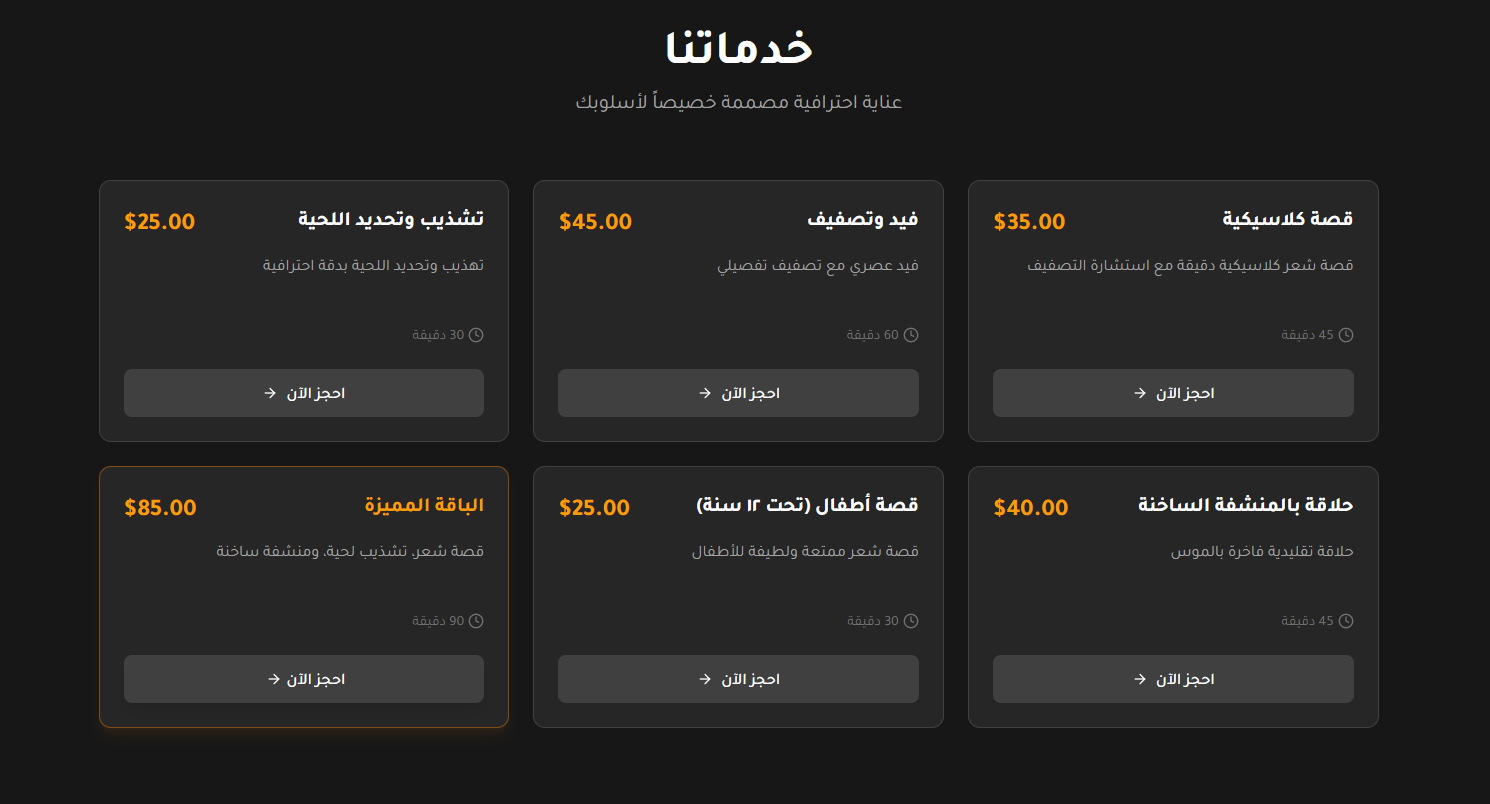 خدماتنا
عناية احترافية مصممة خصيصاً لأسلوبك
قصة كلاسيكية
$35.00
قصة شعر كلاسيكية دقيقة مع استشارة التصفيف
45 دقيقة
احجز الآن →
فيد وتصفيف
$45.00
فيد عصري مع تصفيف تفصيلي
60 دقيقة
احجز الآن →
تشذيب وتحديد اللحية
$25.00
تهذيب وتحديد اللحية بدقة احترافية
30 دقيقة
احجز الآن →
حلاقة بالمنشفة الساخنة
$40.00
حلاقة تقليدية فاخرة بالموس
45 دقيقة
احجز الآن →
قصة أطفال (تحت ١٢ سنة)
$25.00
قصة شعر ممتعة ولطيفة للأطفال
30 دقيقة
احجز الآن →
الباقة المميزة
$85.00
قصة شعر، تشذيب لحية، ومنشفة ساخنة
90 دقيقة
احجز الآن →